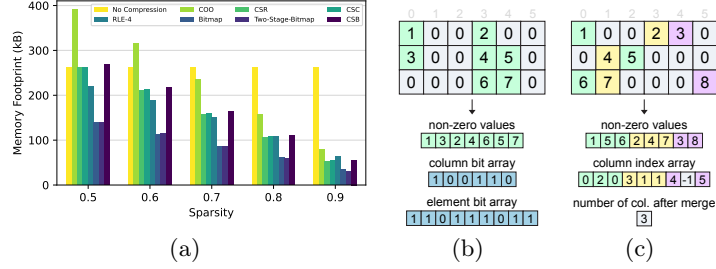 400
300
200
100
0
Memory Footprint (kB)
No Compression
RLE-4
COO
Bitmap
CSR
Two-Stage-Bitmap
CSC
CSB
0.5 0.6 0.7 0.8 0.9
Sparsity
(a)
0 1 2 3 4 5
1 0 0 2 0 0
3 0 0 4 5 0
0 0 0 6 7 0
non-zero values
1 3 2 4 6 5 7
column bit array
1 0 0 1 1 0
element bit array
1 1 0 1 1 1 0 1 1
(b)
0 1 2 3 4 5
1 0 0 2 3 0
0 4 5 0 0 0
6 7 0 0 0 8
non-zero values
1 5 6 2 4 7 3 8
column index array
0 2 0 3 1 1 4 -1 5
number of col. after merge
3
(c)